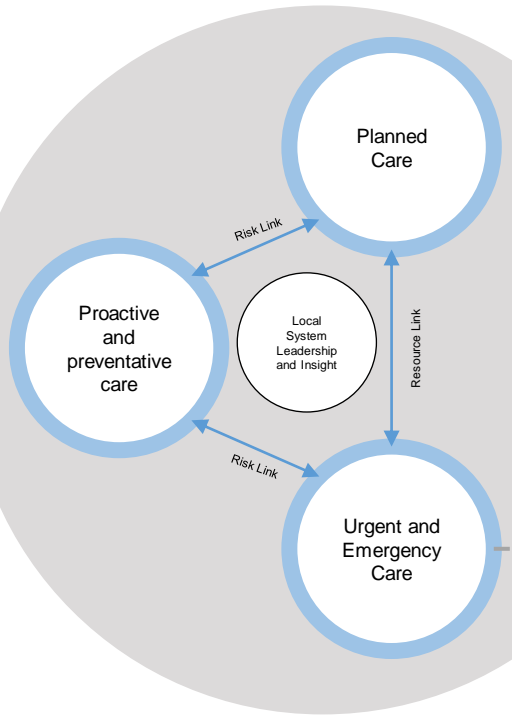 Planned
Care
Risk Link
Proactive
and
preventative
care
Local
System
Leadership
and Insight
Resource Link
Risk Link
Urgent and
Emergency
Care